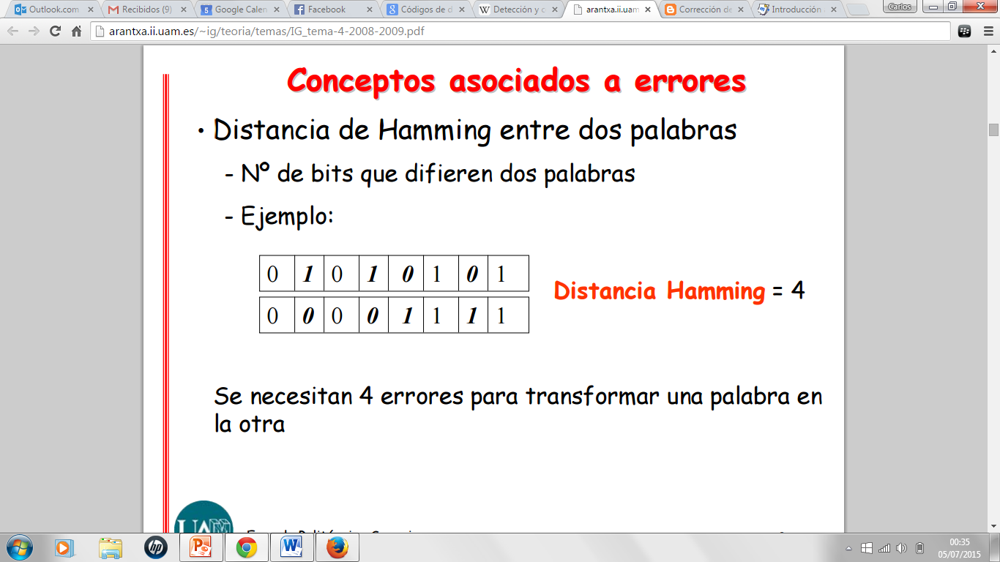 Outlook.com
Recibidos (9)
Google Calen
Facebook
Códigos de d
Detección y c
arantxa.ii.uam
Corrección de
Introducción
Carlos
arantxa.ii.uam.es/~ig/teoria/temas/IG_tema-4-2008-2009.pdf
Conceptos asociados a errores
• Distancia de Hamming entre dos palabras
- Nº de bits que difieren dos palabras
- Ejemplo:
0 1 0 1 0 1 0 1
Distancia Hamming = 4
0 0 0 0 1 1 1 1
Se necesitan 4 errores para transformar una palabra en
la otra
UAM
00:35
05/07/2015